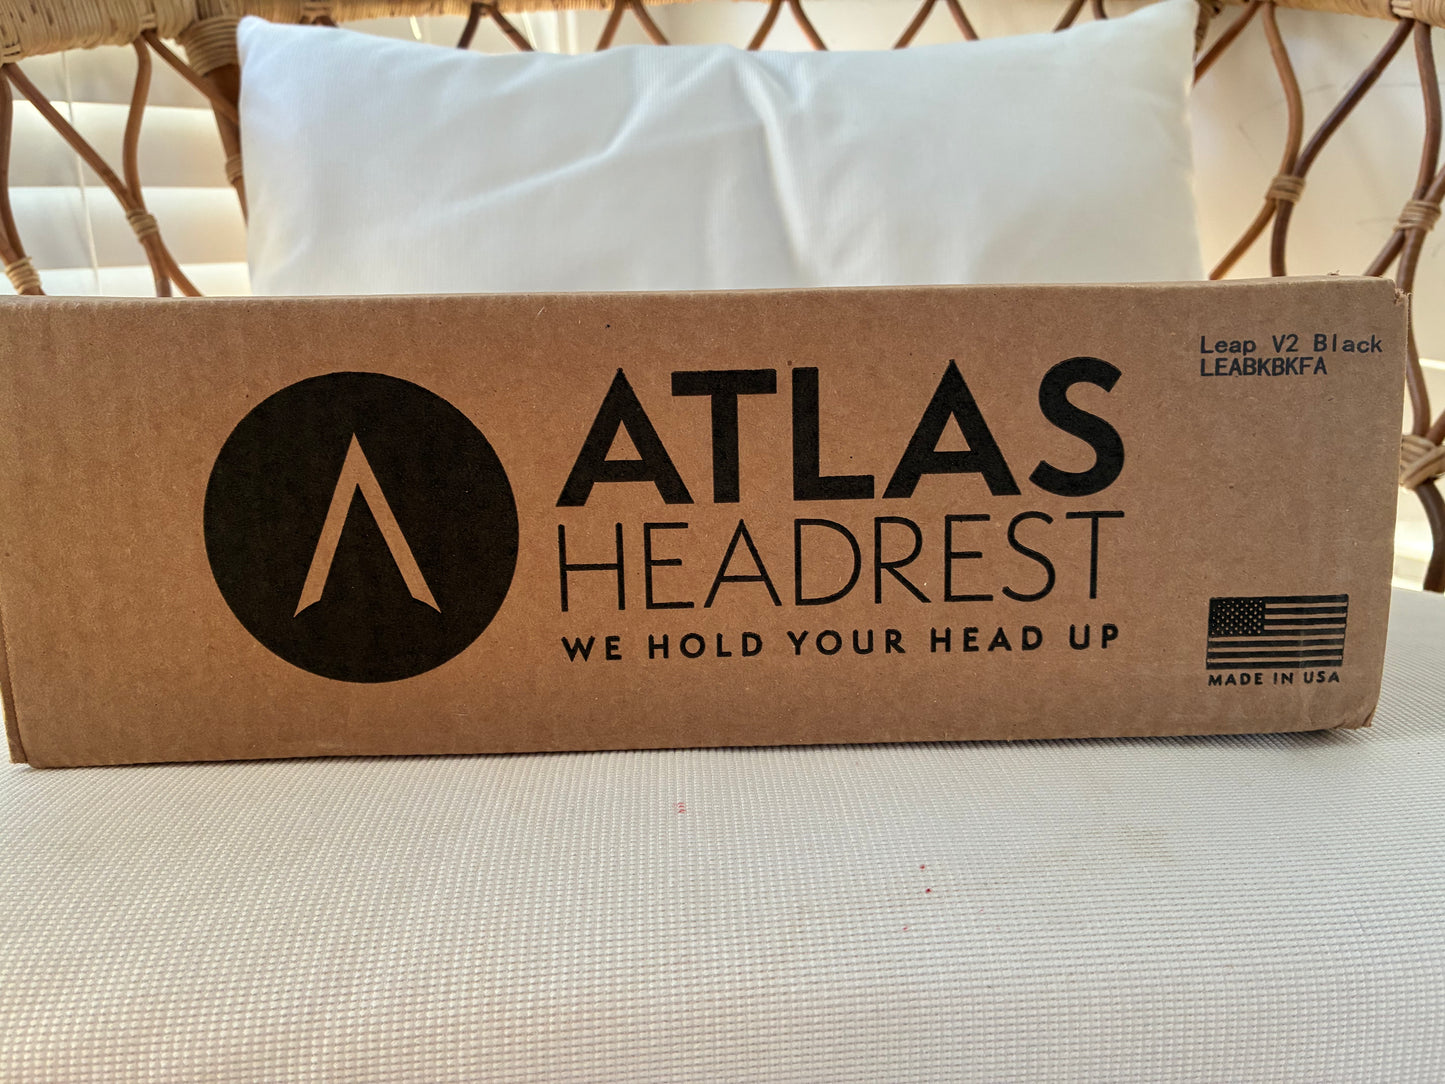 Leap V2 Black
LEABKBKFA
ATLAS
HEADREST
WE HOLD YOUR HEAD UP
MADE IN USA